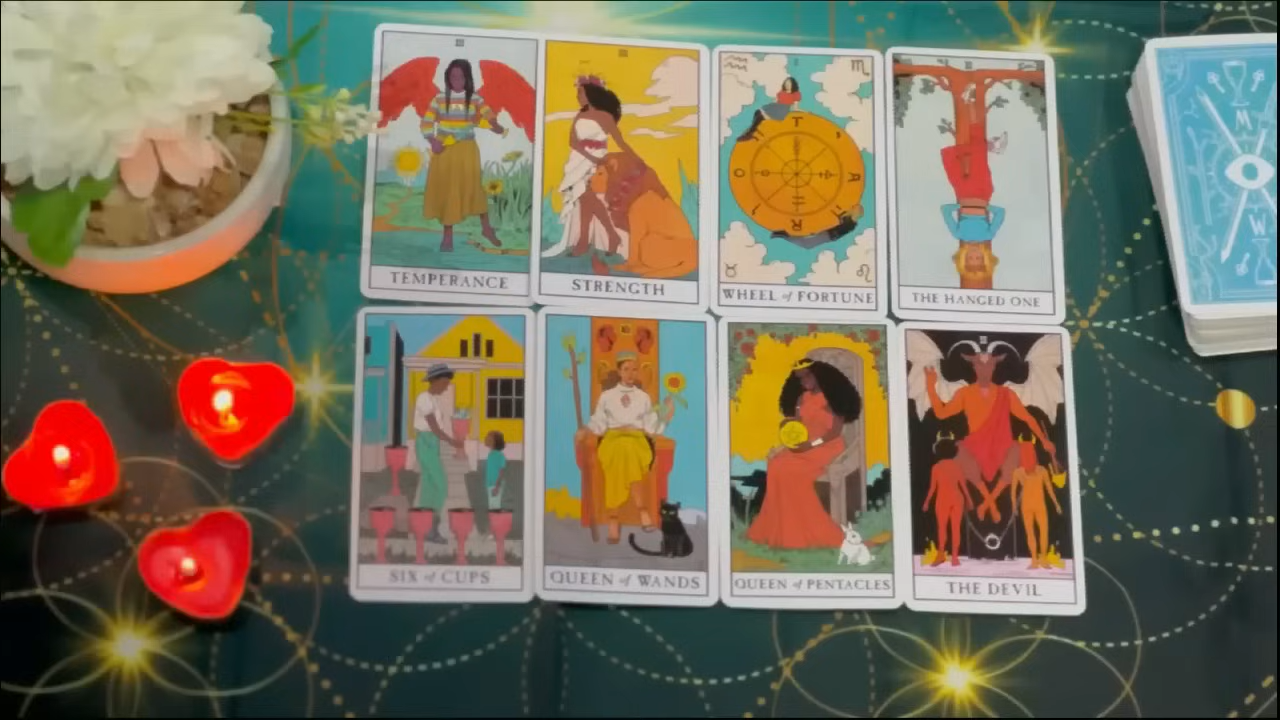 TEMPERANCE
STRENGTH
WHEEL of FORTUNE
THE HANGED ONE
SIX of CUPS
QUEEN of WANDS
QUEEN of PENTACLES
THE DEVIL
T
A
R
O
M
W